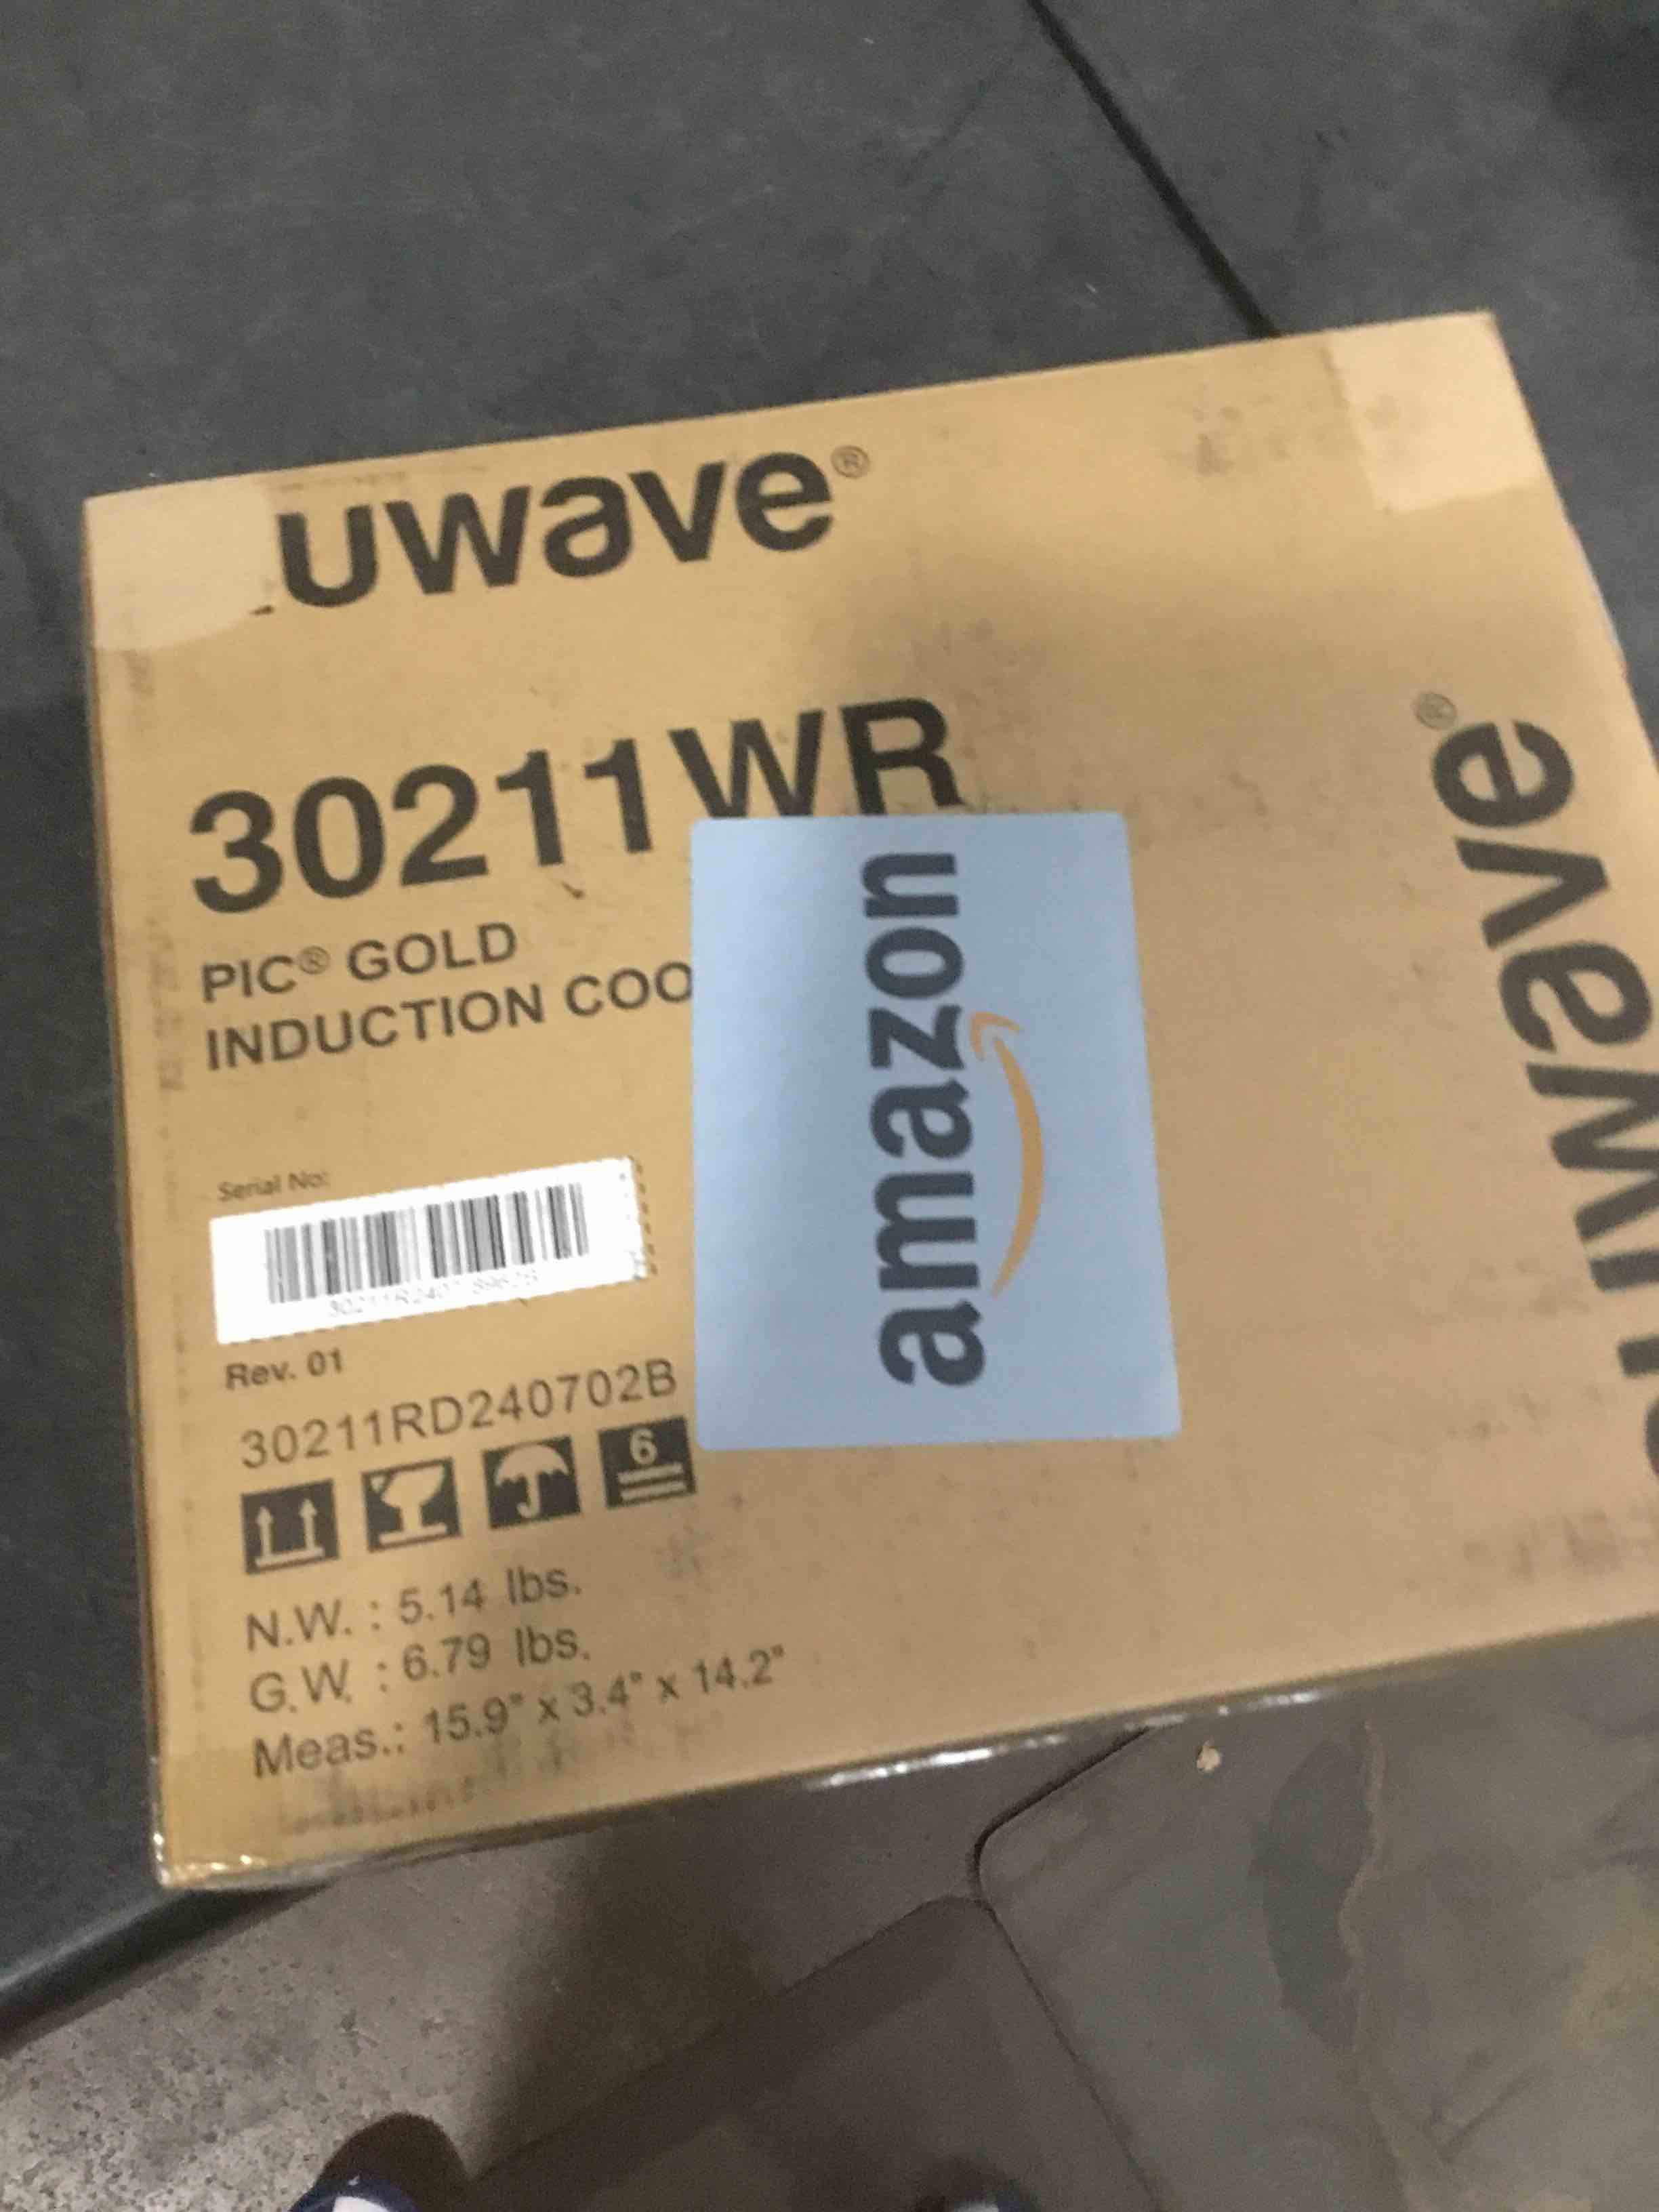 uwave®
30211WR
PIC® GOLD
INDUCTION COO
amazon
Serial No:
Rev. 01
30211RD240702B
6
N.W. : 5.14 lbs.
G.W. : 6.79 lbs.
Meas.: 15.9" x 3.4" x 14.2"
uwave®